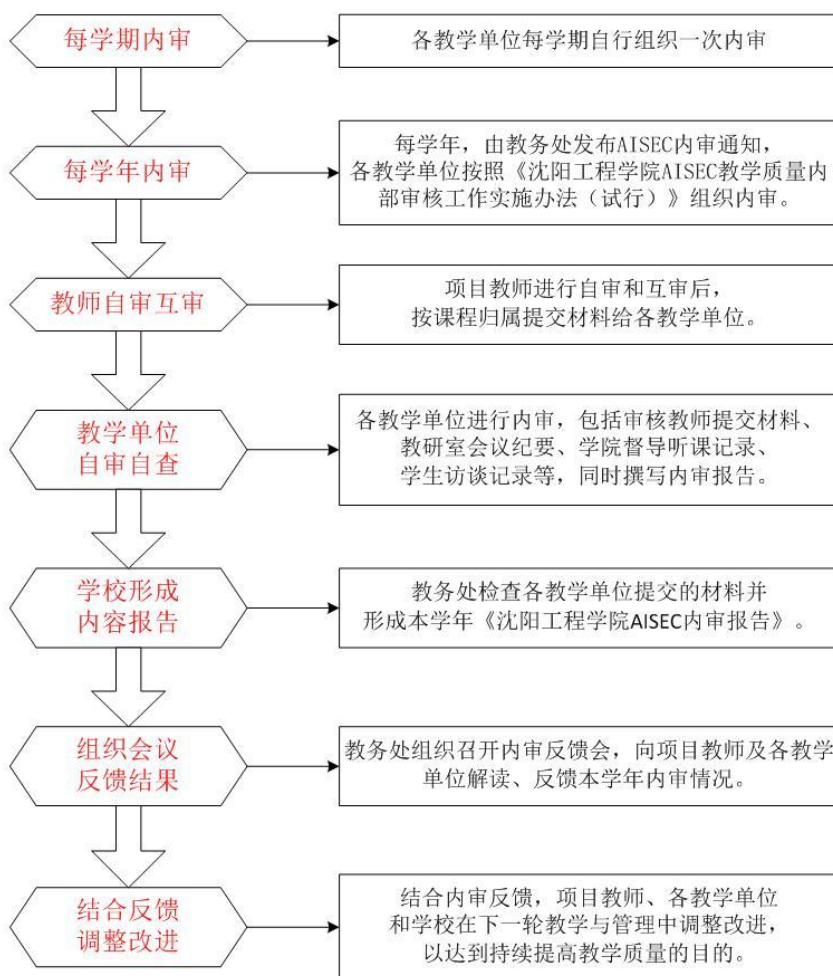 每学期内审
各教学单位每学期自行组织一次内审
每学年内审
每学年，由教务处发布AISEC内审通知，
各教学单位按照《沈阳工程学院AISEC教学质量内
部审核工作实施办法（试行）》组织内审。
教师自审互审
项目教师进行自审和互审后，
按课程归属提交材料给各教学单位。
教学单位
自审自查
各教学单位进行内审，包括审核教师提交材料、
教研室会议纪要、学院督导听课记录、
学生访谈记录等，同时撰写内审报告。
学校形成
内容报告
教务处检查各教学单位提交的材料并
形成本学年《沈阳工程学院AISEC内审报告》。
组织会议
反馈结果
教务处组织召开内审反馈会，向项目教师及各教学
单位解读、反馈本学年内审情况。
结合反馈
调整改进
结合内审反馈，项目教师、各教学单位
和学校在下一轮教学与管理中调整改进，
以达到持续提高教学质量的目的。